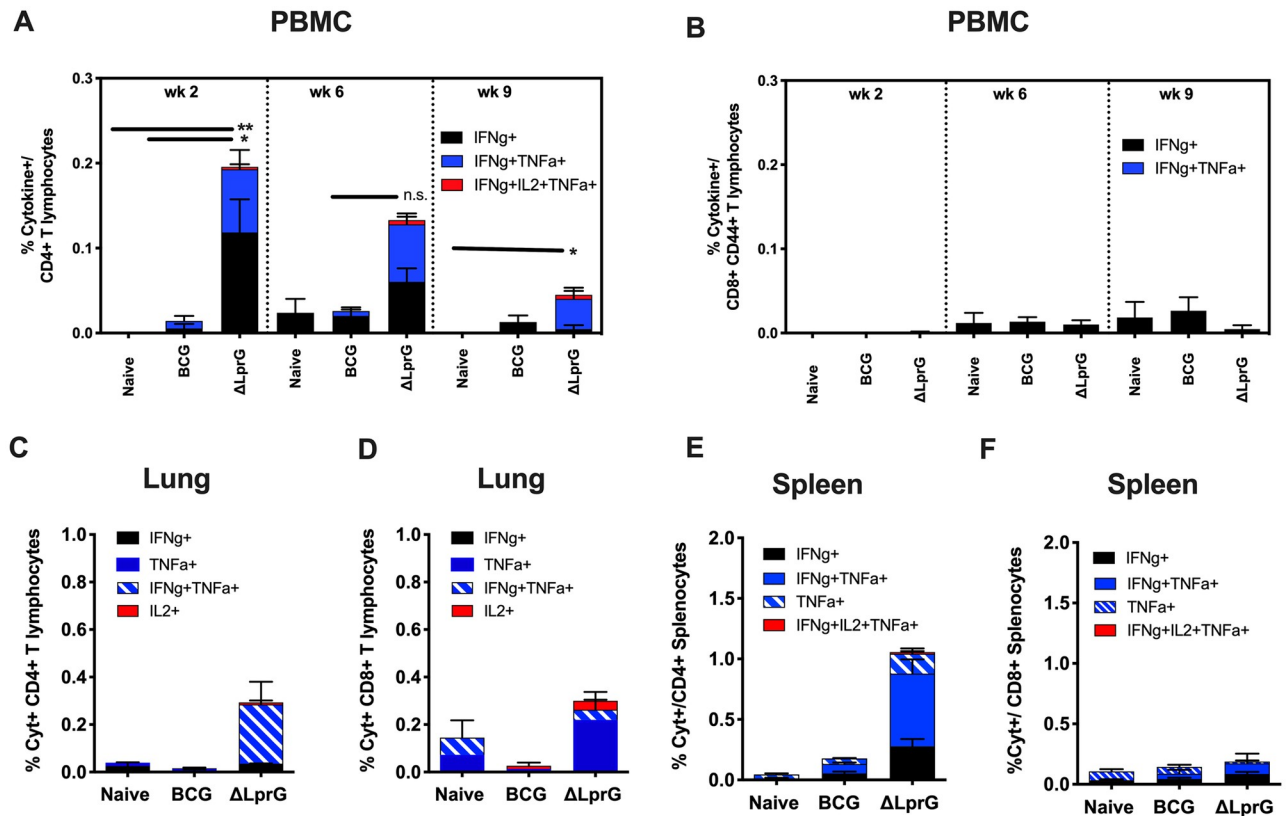 A
PBMC
% Cytokine+/
CD4+ T lymphocytes
0.3
0.2
0.1
0.0
wk 2
wk 6
wk 9
**
*
n.s.
*
IFNg+
IFNg+TNFa+
IFNg+IL2+TNFa+
Naive
BCG
ΔLprG
Naive
BCG
ΔLprG
Naive
BCG
ΔLprG
B
PBMC
% Cytokine+/
CD8+ CD44+ T lymphocytes
0.3
0.2
0.1
0.0
wk 2
wk 6
wk 9
IFNg+
IFNg+TNFa+
Naive
BCG
ΔLprG
Naive
BCG
ΔLprG
Naive
BCG
ΔLprG
C
Lung
% Cyt+ CD4+ T lymphocytes
1.0
0.8
0.6
0.4
0.2
0.0
IFNg+
TNFa+
IFNg+TNFa+
IL2+
Naive
BCG
ΔLprG
D
Lung
% Cyt+ CD8+ T lymphocytes
1.0
0.8
0.6
0.4
0.2
0.0
IFNg+
TNFa+
IFNg+TNFa+
IL2+
Naive
BCG
ΔLprG
E
Spleen
% Cyt+/CD4+ Splenocytes
2.0
1.5
1.0
0.5
0.0
IFNg+
IFNg+TNFa+
TNFa+
IFNg+IL2+TNFa+
Naive
BCG
ΔLprG
F
Spleen
%Cyt+/ CD8+ Splenocytes
2.0
1.5
1.0
0.5
0.0
IFNg+
IFNg+TNFa+
TNFa+
IFNg+IL2+TNFa+
Naive
BCG
ΔLprG